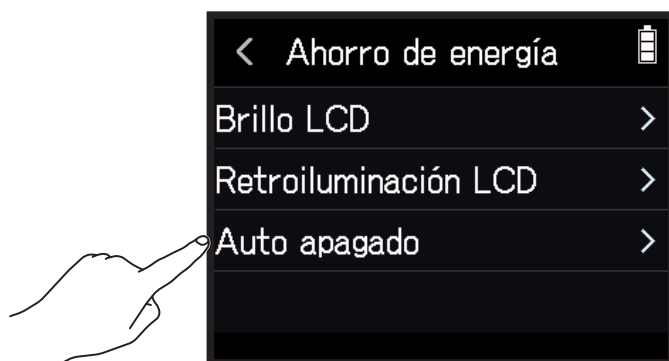 Ahorro de energía
Brillo LCD
Retroiluminación LCD
Auto apagado